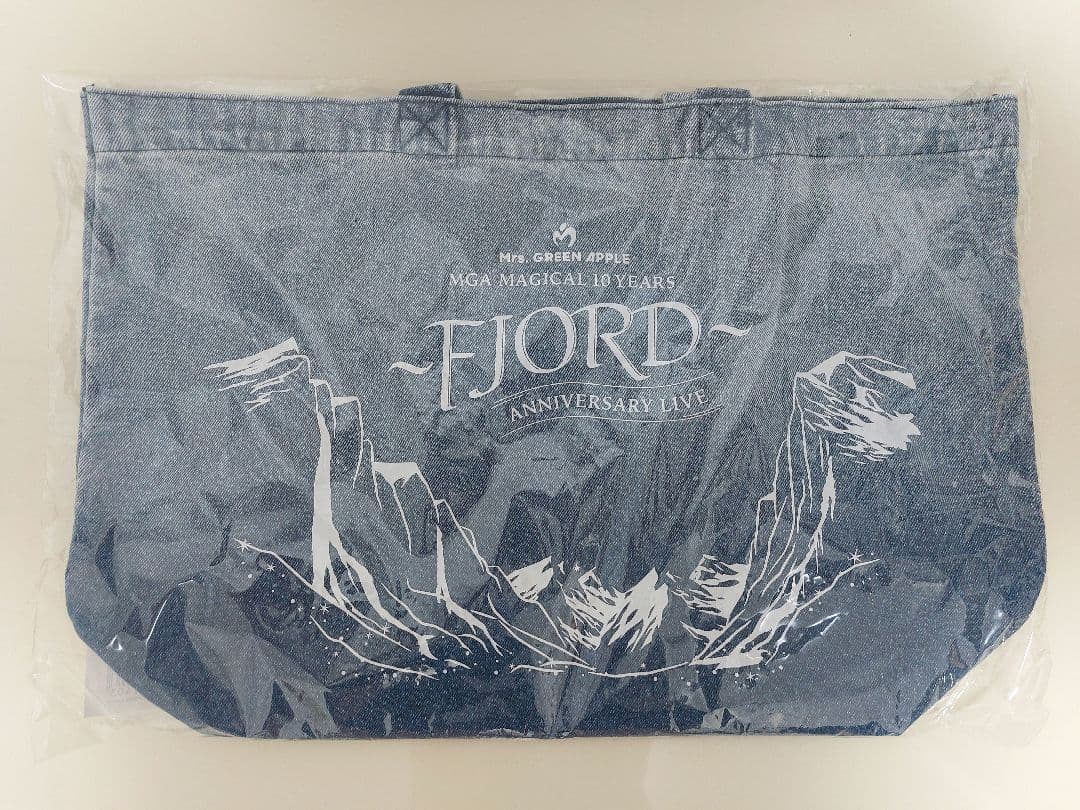 Mrs. GREEN APPLE
MGA MAGICAL 10 YEARS
~FJORD~
ANNIVERSARY LIVE